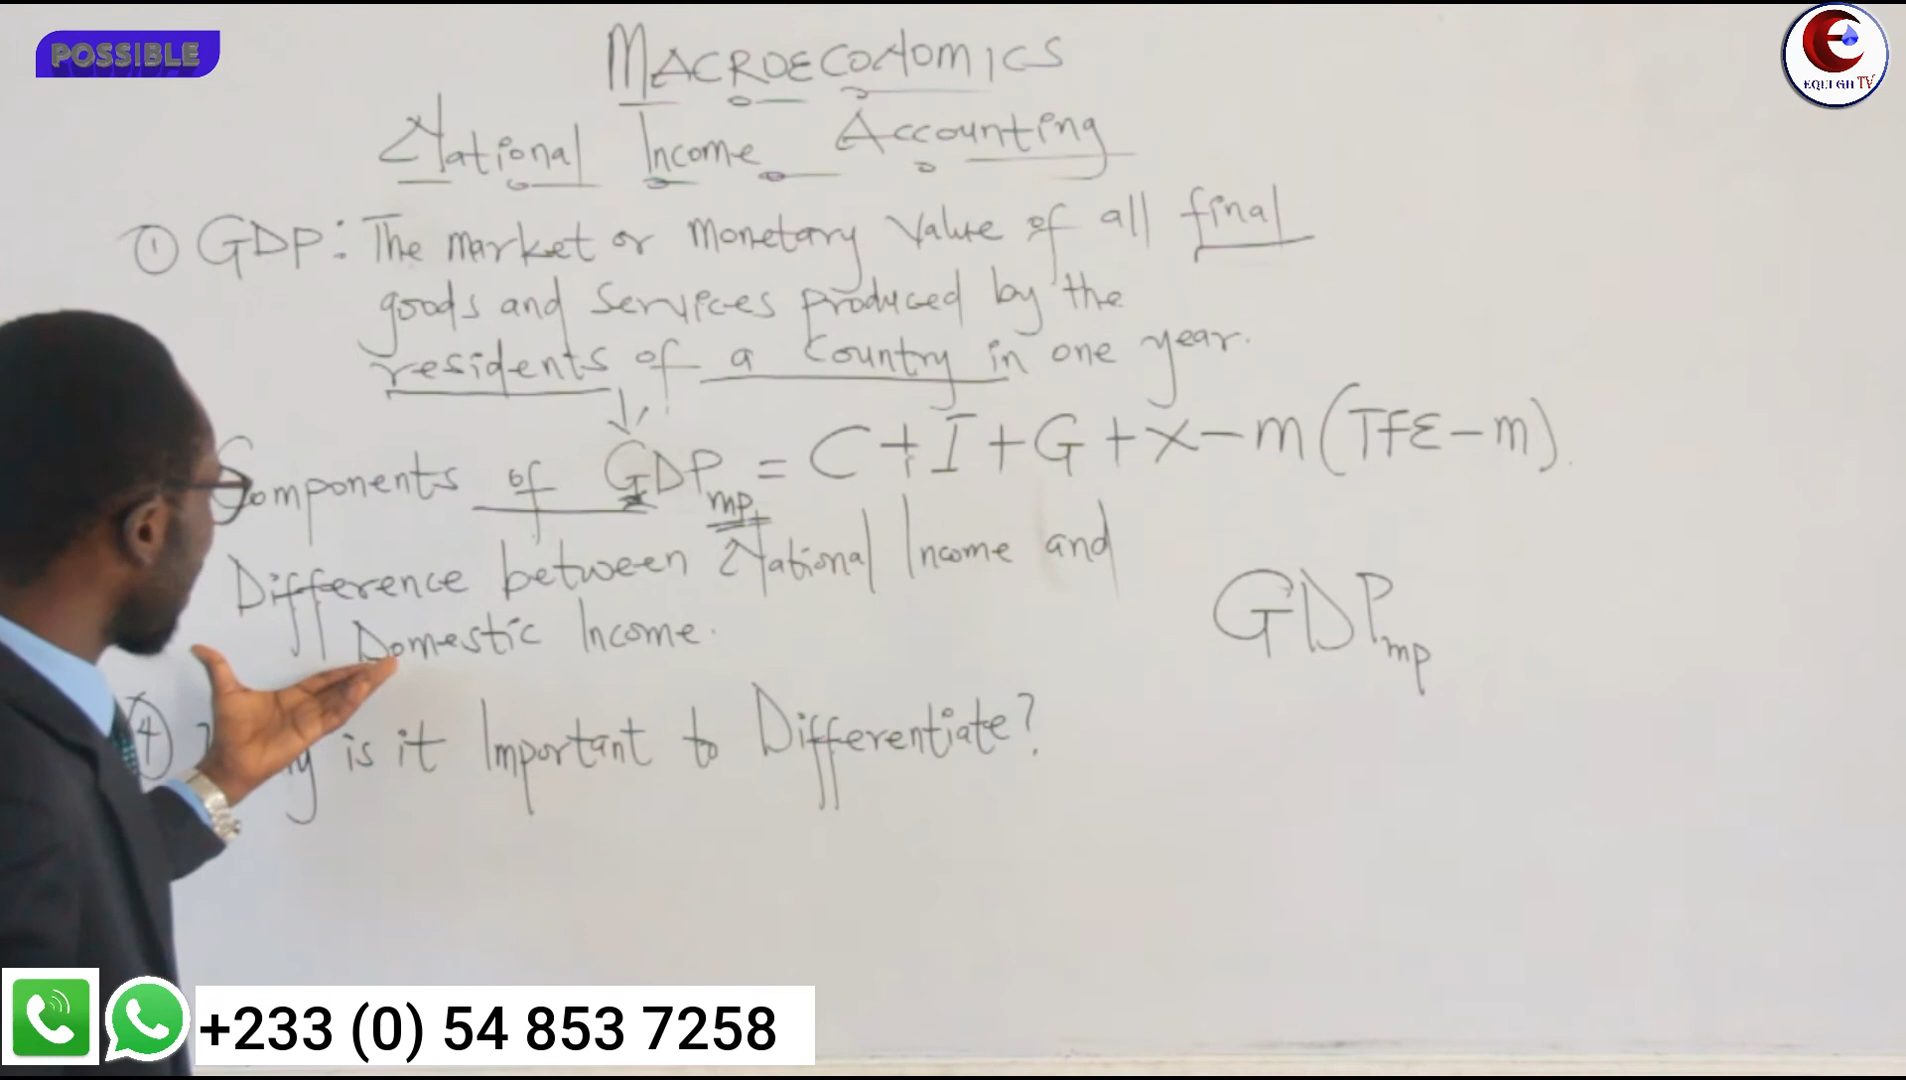 POSSIBLE
EQUI GH TV
MACROECONOMICS
National Income Accounting
① GDP: The market or monetary value of all final
goods and services produced by the
residents of a country in one year.
Components of GDPmp = C + I + G + X - m (TFE - m).
Difference between National Income and
Domestic Income.
GDPmp
④ is it Important to Differentiate?
+233 (0) 54 853 7258